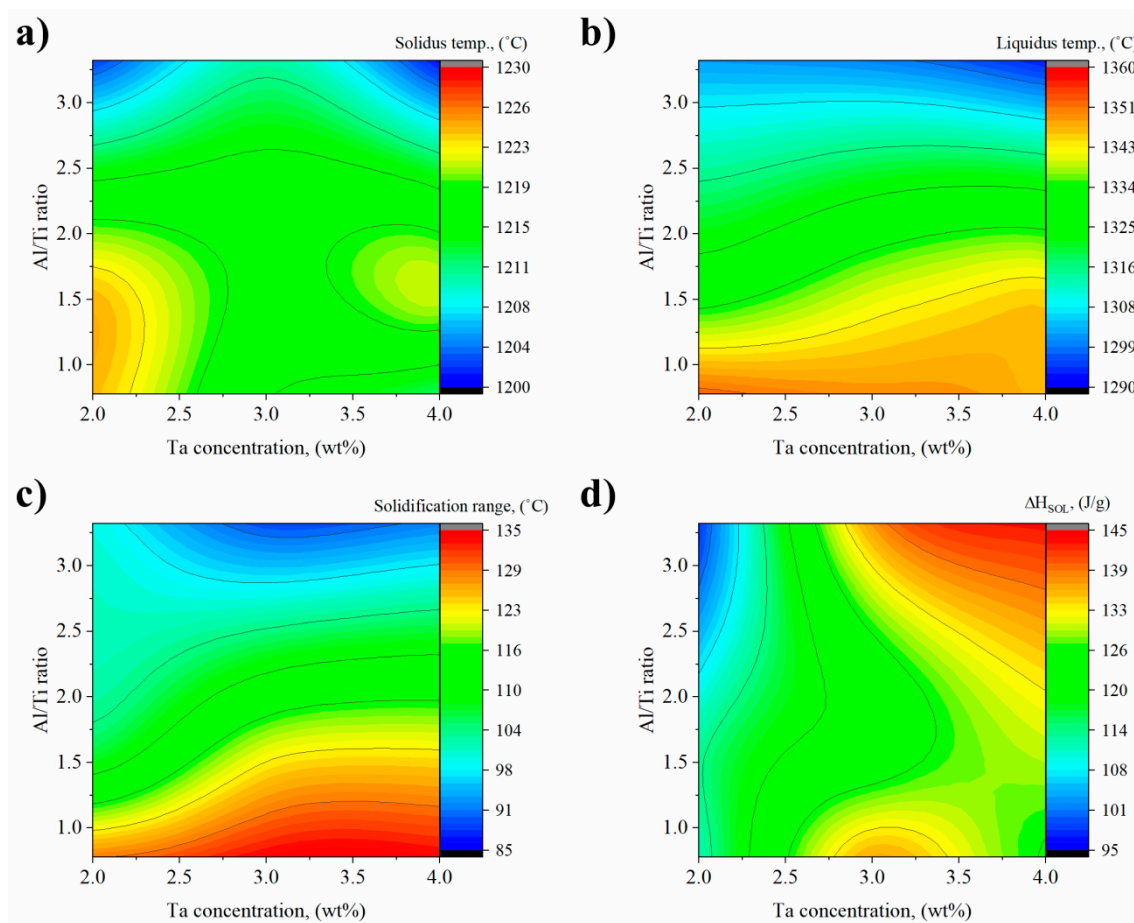 a)
Solidus temp., (˚C)
1230
1226
1223
1219
1215
1211
1208
1204
1200
3.0
2.5
2.0
1.5
1.0
Al/Ti ratio
2.0 2.5 3.0 3.5 4.0
Ta concentration, (wt%)
b)
Liquidus temp., (˚C)
1360
1351
1343
1334
1325
1316
1308
1299
1290
3.0
2.5
2.0
1.5
1.0
Al/Ti ratio
2.0 2.5 3.0 3.5 4.0
Ta concentration, (wt%)
c)
Solidification range, (˚C)
135
129
123
116
110
104
98
91
85
3.0
2.5
2.0
1.5
1.0
Al/Ti ratio
2.0 2.5 3.0 3.5 4.0
Ta concentration, (wt%)
d)
ΔH_SOL, (J/g)
145
139
133
126
120
114
108
101
95
3.0
2.5
2.0
1.5
1.0
Al/Ti ratio
2.0 2.5 3.0 3.5 4.0
Ta concentration, (wt%)